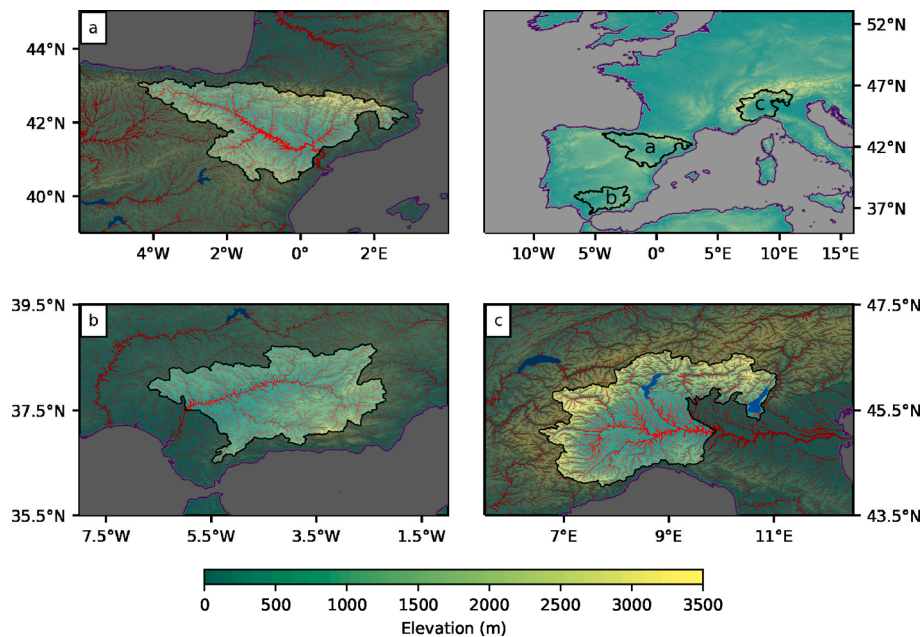 a
44°N
42°N
40°N
4°W 2°W 0° 2°E
53°N
47°N
42°N
37°N
c
a
b
10°W 5°W 0° 5°E 10°E 15°E
b
39.5°N
37.5°N
35.5°N
7.5°W 5.5°W 3.5°W 1.5°W
c
47.5°N
45.5°N
43.5°N
7°E 9°E 11°E
0 500 1000 1500 2000 2500 3000 3500
Elevation (m)